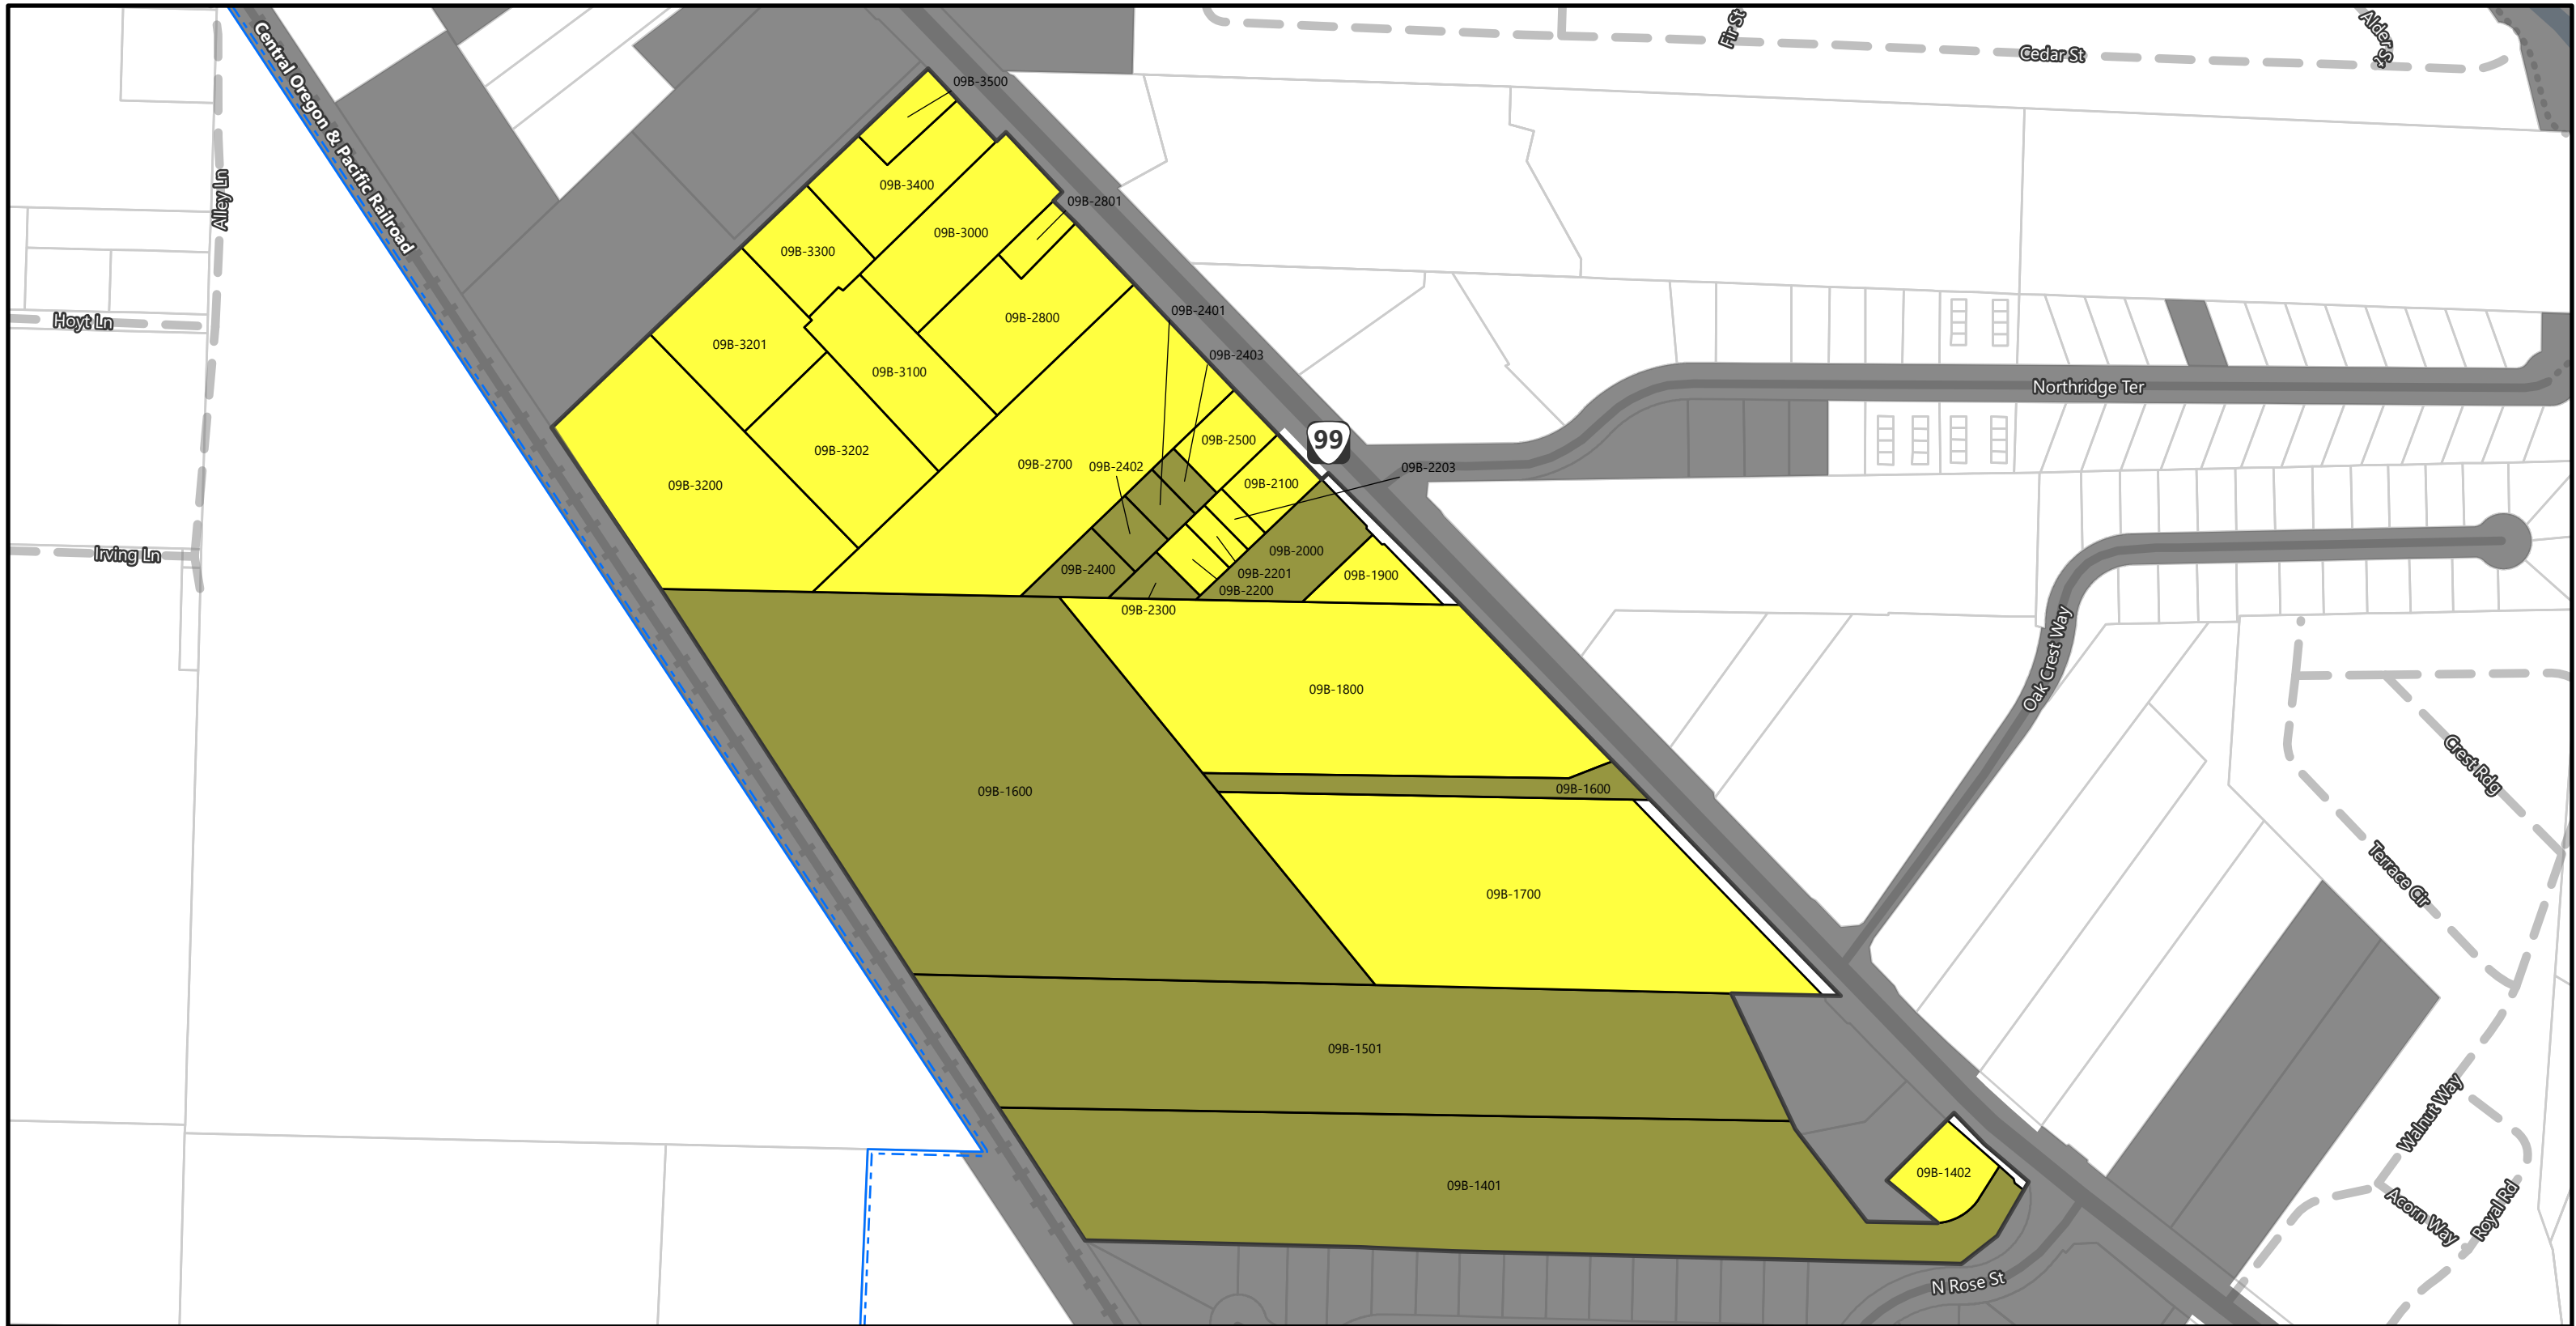 Central Oregon & Pacific Railroad
Fir St
Cedar St
Alder St
09B-3500
Alley Ln
09B-3400
09B-2801
09B-3000
09B-3300
09B-2401
09B-2800
Hoyt Ln
09B-3201
09B-2403
09B-3100
Northridge Ter
09B-2500
99
09B-3202
09B-2700
09B-2402
09B-2203
09B-3200
09B-2100
09B-2000
Irving Ln
09B-2400
09B-2201
09B-1900
09B-2200
09B-2300
Oak Crest Way
09B-1800
Crest Rdg
09B-1600
09B-1600
Terrace Cir
09B-1700
09B-1501
Walnut Way
09B-1402
09B-1401
Acorn Way
Royal Rd
N Rose St